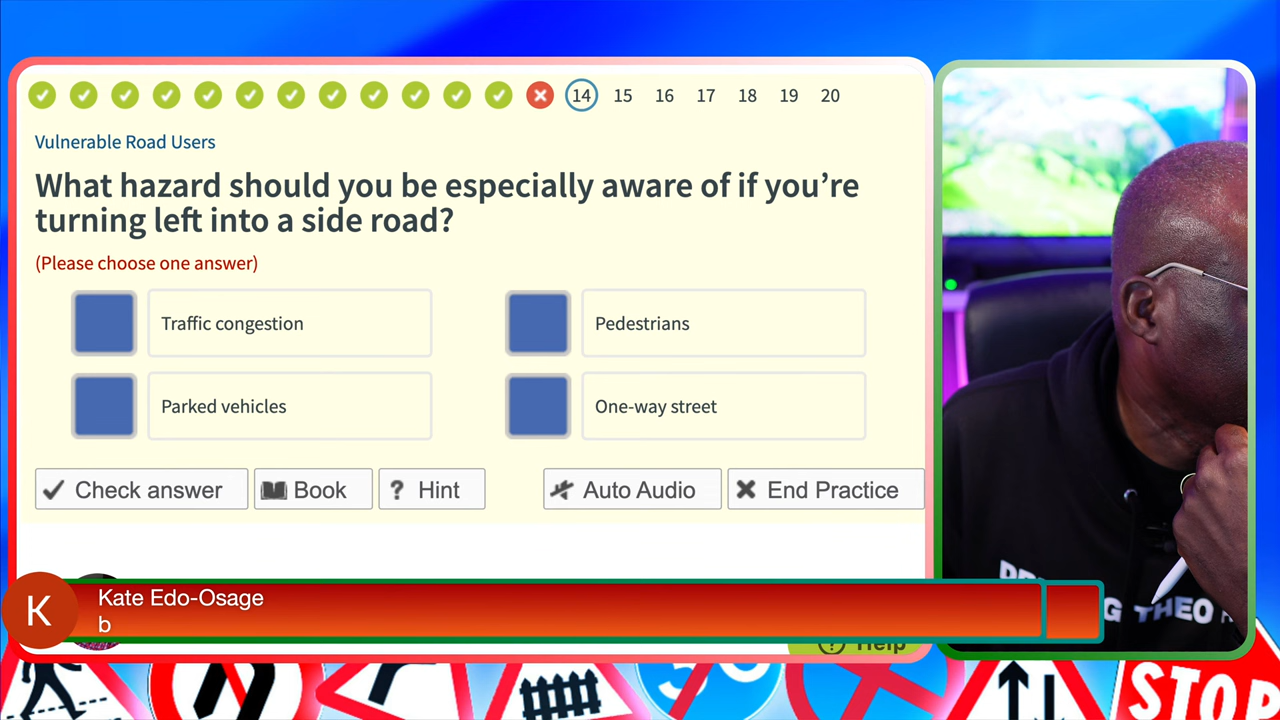 14 15 16 17 18 19 20
Vulnerable Road Users
What hazard should you be especially aware of if you’re
turning left into a side road?
(Please choose one answer)
Traffic congestion
Pedestrians
Parked vehicles
One-way street
Check answer
Book
? Hint
Auto Audio
End Practice
K
Kate Edo-Osage
b
Help
THEO
STOP